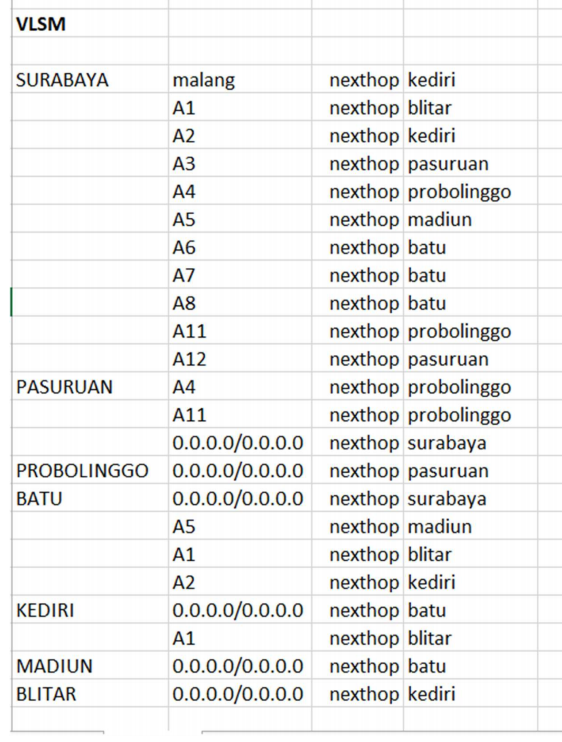 VLSM
SURABAYA malang nexthop kediri
A1 nexthop blitar
A2 nexthop kediri
A3 nexthop pasuruan
A4 nexthop probolinggo
A5 nexthop madiun
A6 nexthop batu
A7 nexthop batu
A8 nexthop batu
A11 nexthop probolinggo
A12 nexthop pasuruan
PASURUAN A4 nexthop probolinggo
A11 nexthop probolinggo
0.0.0.0/0.0.0.0 nexthop surabaya
PROBOLINGGO 0.0.0.0/0.0.0.0 nexthop pasuruan
BATU 0.0.0.0/0.0.0.0 nexthop surabaya
A5 nexthop madiun
A1 nexthop blitar
A2 nexthop kediri
KEDIRI 0.0.0.0/0.0.0.0 nexthop batu
A1 nexthop blitar
MADIUN 0.0.0.0/0.0.0.0 nexthop batu
BLITAR 0.0.0.0/0.0.0.0 nexthop kediri